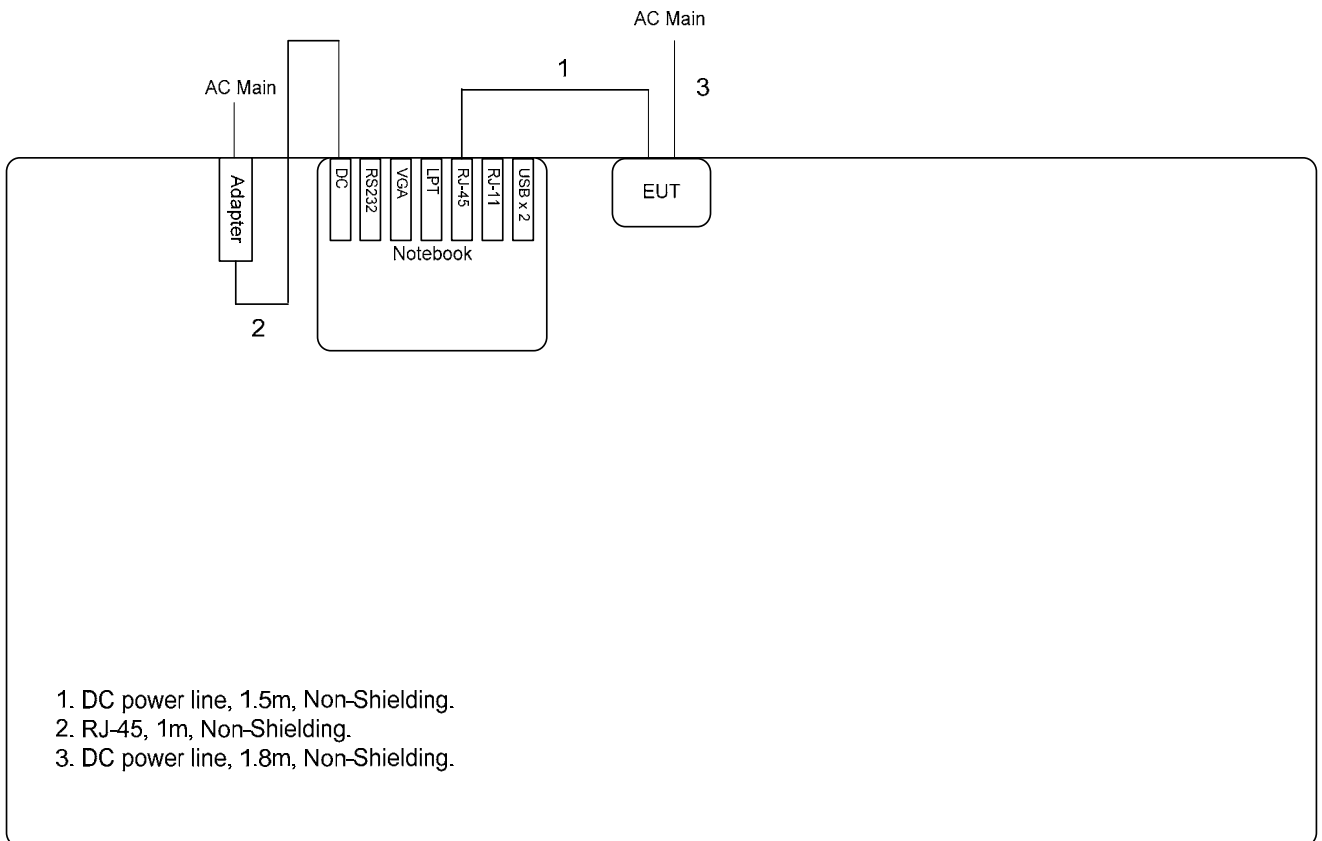 AC Main
1
3
AC Main
Adapter
DC
RS232
VGA
LPT
RJ-45
RJ-11
USB x 2
EUT
Notebook
2
1. DC power line, 1.5m, Non-Shielding.
2. RJ-45, 1m, Non-Shielding.
3. DC power line, 1.8m, Non-Shielding.